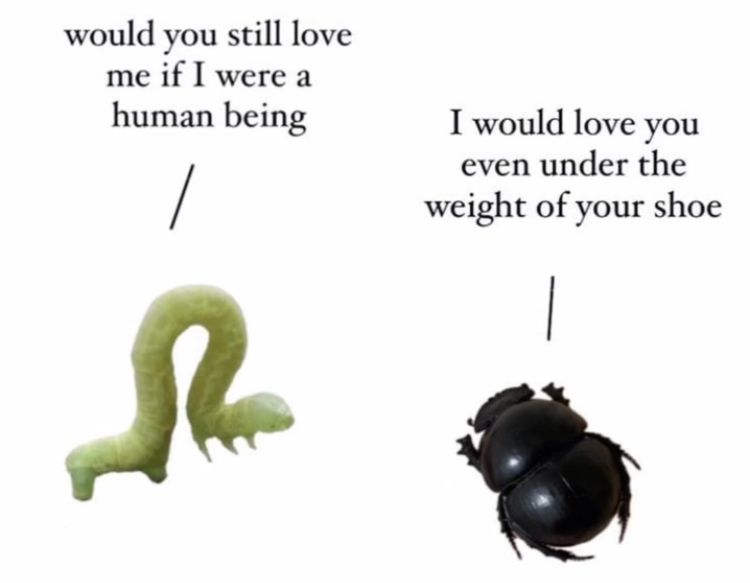 would you still love
me if I were a
human being
I would love you
even under the
weight of your shoe